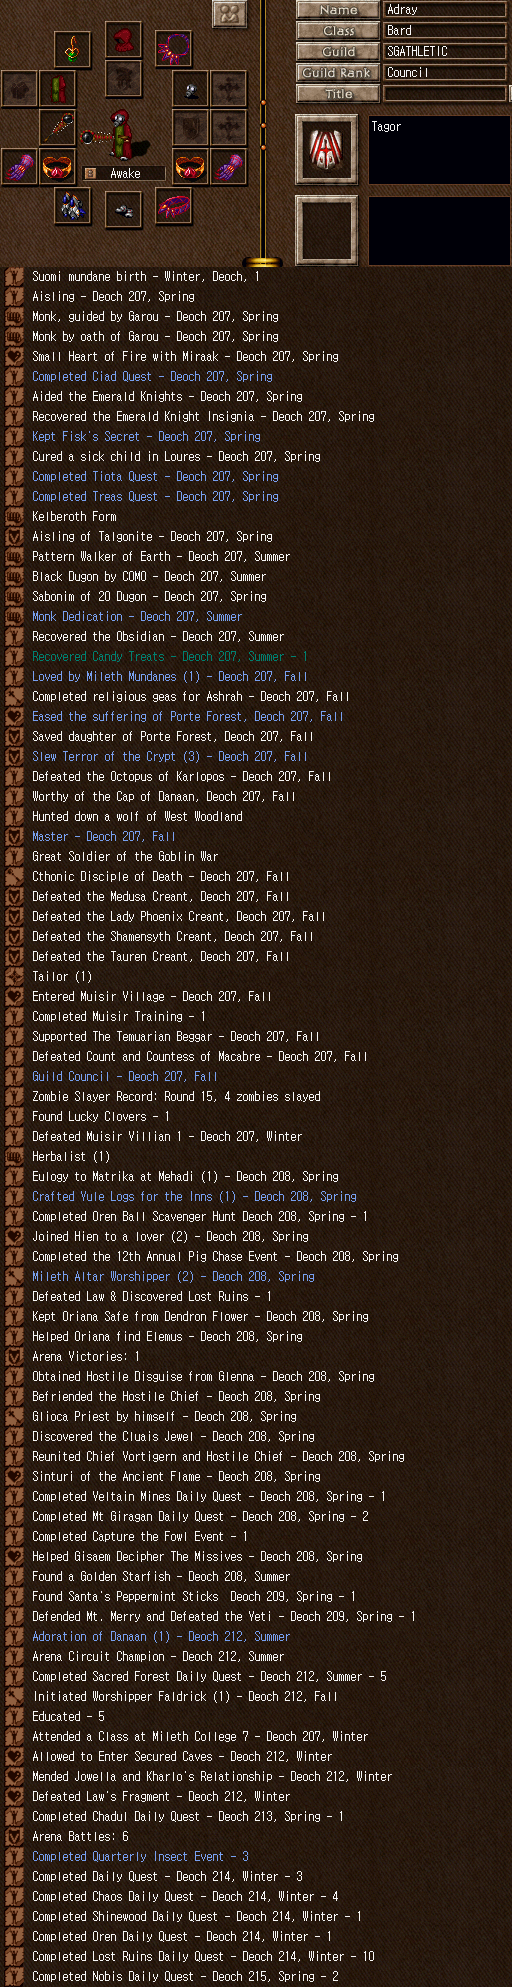 Name Adray
Class Bard
Guild SGATHLETIC
Guild Rank Council
Title
Tagor
Awake
Suomi mundane birth - Winter, Deoch, 1
Aisling - Deoch 207, Spring
Monk, guided by Garou - Deoch 207, Spring
Monk by oath of Garou - Deoch 207, Spring
Small Heart of Fire with Miraak - Deoch 207, Spring
Completed Ciad Quest - Deoch 207, Spring
Aided the Emerald Knights - Deoch 207, Spring
Recovered the Emerald Knight Insignia - Deoch 207, Spring
Kept Fisk's Secret - Deoch 207, Spring
Cured a sick child in Loures - Deoch 207, Spring
Completed Tiota Quest - Deoch 207, Spring
Completed Treas Quest - Deoch 207, Spring
Kelberoth Form
Aisling of Talgonite - Deoch 207, Spring
Pattern Walker of Earth - Deoch 207, Summer
Black Dugon by COMO - Deoch 207, Summer
Sabonim of 20 Dugon - Deoch 207, Spring
Monk Dedication - Deoch 207, Summer
Recovered the Obsidian - Deoch 207, Summer
Recovered Candy Treats - Deoch 207, Summer - 1
Loved by Mileth Mundanes (1) - Deoch 207, Fall
Completed religious geas for Ashrah - Deoch 207, Fall
Eased the suffering of Porte Forest, Deoch 207, Fall
Saved daughter of Porte Forest, Deoch 207, Fall
Slew Terror of the Crypt (3) - Deoch 207, Fall
Defeated the Octopus of Karlopos - Deoch 207, Fall
Worthy of the Cap of Danaan, Deoch 207, Fall
Hunted down a wolf of West Woodland
Master - Deoch 207, Fall
Great Soldier of the Goblin War
Cthonic Disciple of Death - Deoch 207, Fall
Defeated the Medusa Creant, Deoch 207, Fall
Defeated the Lady Phoenix Creant, Deoch 207, Fall
Defeated the Shamensyth Creant, Deoch 207, Fall
Defeated the Tauren Creant, Deoch 207, Fall
Tailor (1)
Entered Muisir Village - Deoch 207, Fall
Completed Muisir Training - 1
Supported The Temuarian Beggar - Deoch 207, Fall
Defeated Count and Countess of Macabre - Deoch 207, Fall
Guild Council - Deoch 207, Fall
Zombie Slayer Record: Round 15, 4 zombies slayed
Found Lucky Clovers - 1
Defeated Muisir Villian 1 - Deoch 207, Winter
Herbalist (1)
Eulogy to Matrika at Mehadi (1) - Deoch 208, Spring
Crafted Yule Logs for the Inns (1) - Deoch 208, Spring
Completed Oren Ball Scavenger Hunt Deoch 208, Spring - 1
Joined Hien to a lover (2) - Deoch 208, Spring
Completed the 12th Annual Pig Chase Event - Deoch 208, Spring
Mileth Altar Worshipper (2) - Deoch 208, Spring
Defeated Law & Discovered Lost Ruins - 1
Kept Oriana Safe from Dendron Flower - Deoch 208, Spring
Helped Oriana find Elemus - Deoch 208, Spring
Arena Victories: 1
Obtained Hostile Disguise from Glenna - Deoch 208, Spring
Befriended the Hostile Chief - Deoch 208, Spring
Glioca Priest by himself - Deoch 208, Spring
Discovered the Cluais Jewel - Deoch 208, Spring
Reunited Chief Vortigern and Hostile Chief - Deoch 208, Spring
Sinturi of the Ancient Flame - Deoch 208, Spring
Completed Veltain Mines Daily Quest - Deoch 208, Spring - 1
Completed Mt Giragan Daily Quest - Deoch 208, Spring - 2
Completed Capture the Fowl Event - 1
Helped Gisaem Decipher The Missives - Deoch 208, Spring
Found a Golden Starfish - Deoch 208, Summer
Found Santa's Peppermint Sticks  Deoch 209, Spring - 1
Defended Mt. Merry and Defeated the Yeti - Deoch 209, Spring - 1
Adoration of Danaan (1) - Deoch 212, Summer
Arena Circuit Champion - Deoch 212, Summer
Completed Sacred Forest Daily Quest - Deoch 212, Summer - 5
Initiated Worshipper Faldrick (1) - Deoch 212, Fall
Educated - 5
Attended a Class at Mileth College 7 - Deoch 207, Winter
Allowed to Enter Secured Caves - Deoch 212, Winter
Mended Jowella and Kharlo's Relationship - Deoch 212, Winter
Defeated Law's Fragment - Deoch 212, Winter
Completed Chadul Daily Quest - Deoch 213, Spring - 1
Arena Battles: 6
Completed Quarterly Insect Event - 3
Completed Daily Quest - Deoch 214, Winter - 3
Completed Chaos Daily Quest - Deoch 214, Winter - 4
Completed Shinewood Daily Quest - Deoch 214, Winter - 1
Completed Oren Daily Quest - Deoch 214, Winter - 1
Completed Lost Ruins Daily Quest - Deoch 214, Winter - 10
Completed Nobis Daily Quest - Deoch 215, Spring - 2